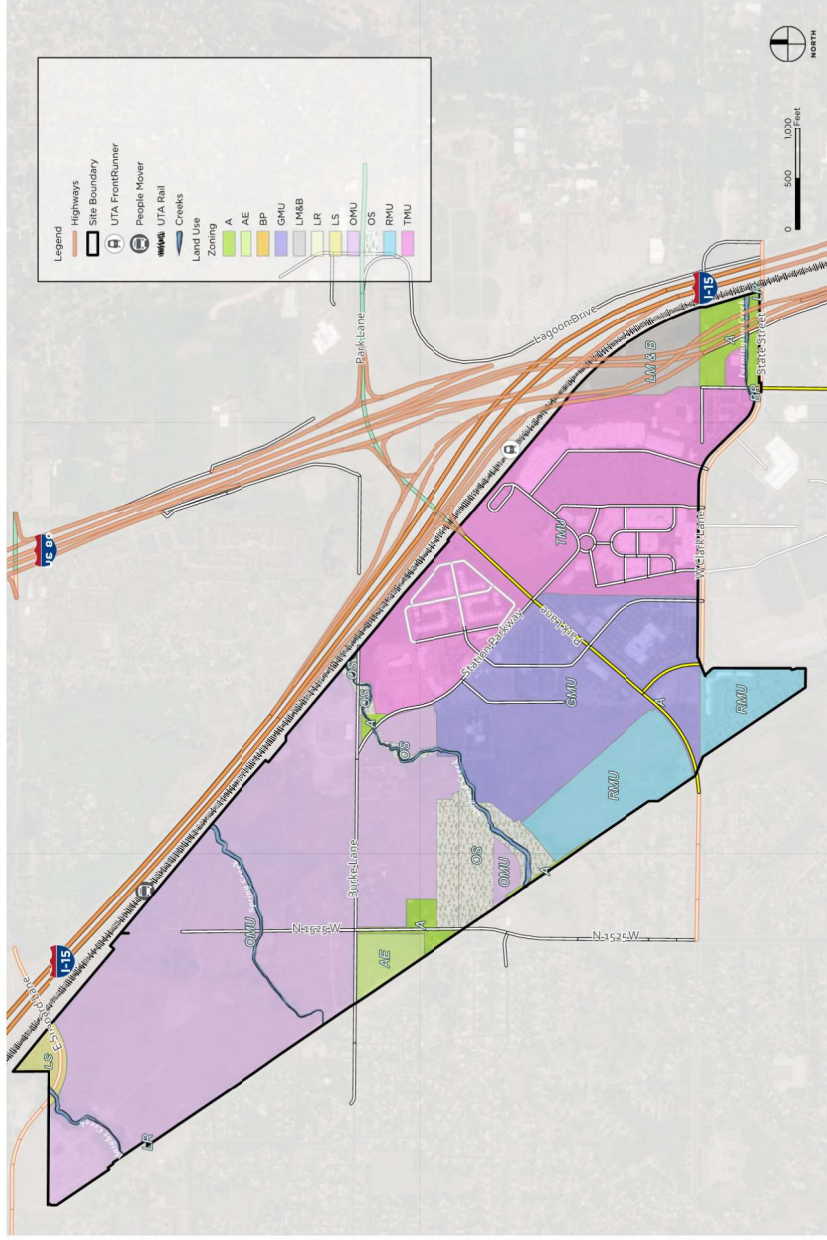 Legend
Highways
Site Boundary
UTA FrontRunner
People Mover
UTA Rail
Creeks
Land Use
Zoning
A
AE
BP
GMU
LM&B
LR
LS
OMU
OS
RMU
TMU
NORTH
0 500 1,000
Feet
I-15
LS
LR
OMU
Spring Creek
AE
A
N 1525 W
N 1525 W
Burke Lane
OS
OS
A
OS
OS
OMU
A
RMU
RMU
A
GMU
Station Parkway
Park Lane
TMU
W Clark Lane
Park Lane
Lagoon Drive
LM & B
I-15
A
BP
State Street